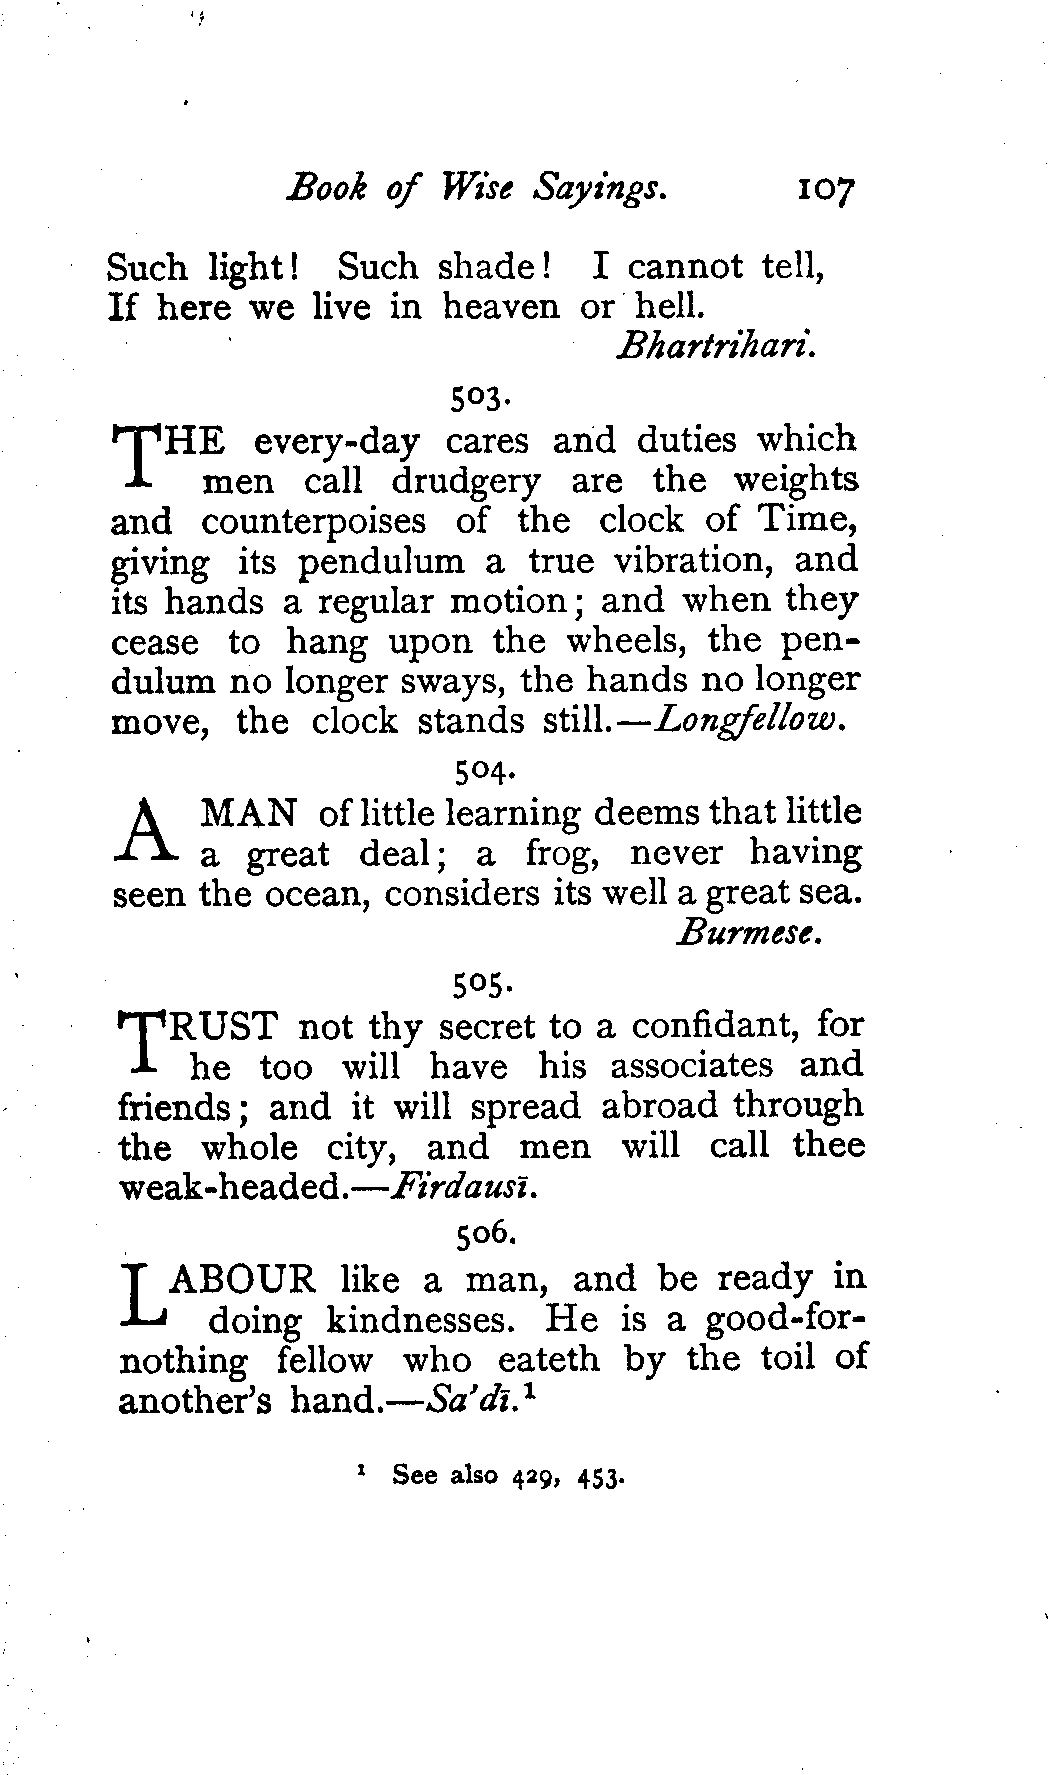 Book of Wise Sayings. 107
Such light! Such shade! I cannot tell,
If here we live in heaven or hell.
Bhartrihari.
503.
THE every-day cares and duties which
men call drudgery are the weights
and counterpoises of the clock of Time,
giving its pendulum a true vibration, and
its hands a regular motion; and when they
cease to hang upon the wheels, the pen-
dulum no longer sways, the hands no longer
move, the clock stands still.—Longfellow.
504.
A MAN of little learning deems that little
a great deal; a frog, never having
seen the ocean, considers its well a great sea.
Burmese.
505.
TRUST not thy secret to a confidant, for
he too will have his associates and
friends; and it will spread abroad through
the whole city, and men will call thee
weak-headed.—Firdausī.
506.
LABOUR like a man, and be ready in
doing kindnesses. He is a good-for-
nothing fellow who eateth by the toil of
another's hand.—Sa'dī.¹
¹ See also 429, 453.